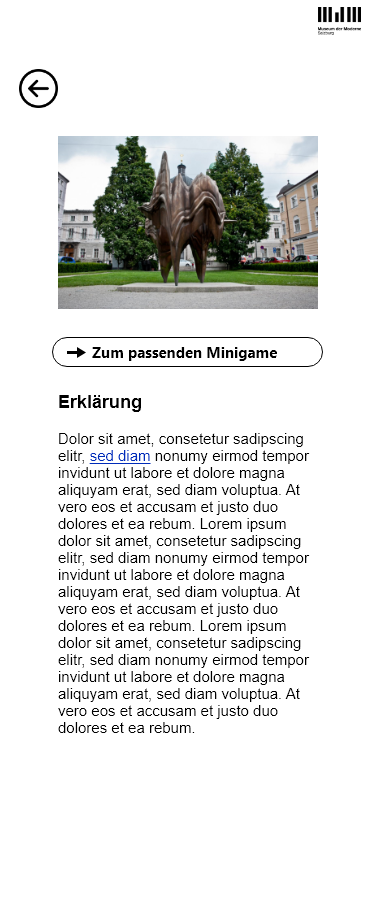 Museum der Moderne
Salzburg
Zum passenden Minigame
Erklärung
Dolor sit amet, consetetur sadipscing
elitr, sed diam nonumy eirmod tempor
invidunt ut labore et dolore magna
aliquyam erat, sed diam voluptua. At
vero eos et accusam et justo duo
dolores et ea rebum. Lorem ipsum
dolor sit amet, consetetur sadipscing
elitr, sed diam nonumy eirmod tempor
invidunt ut labore et dolore magna
aliquyam erat, sed diam voluptua. At
vero eos et accusam et justo duo
dolores et ea rebum. Lorem ipsum
dolor sit amet, consetetur sadipscing
elitr, sed diam nonumy eirmod tempor
invidunt ut labore et dolore magna
aliquyam erat, sed diam voluptua. At
vero eos et accusam et justo duo
dolores et ea rebum.